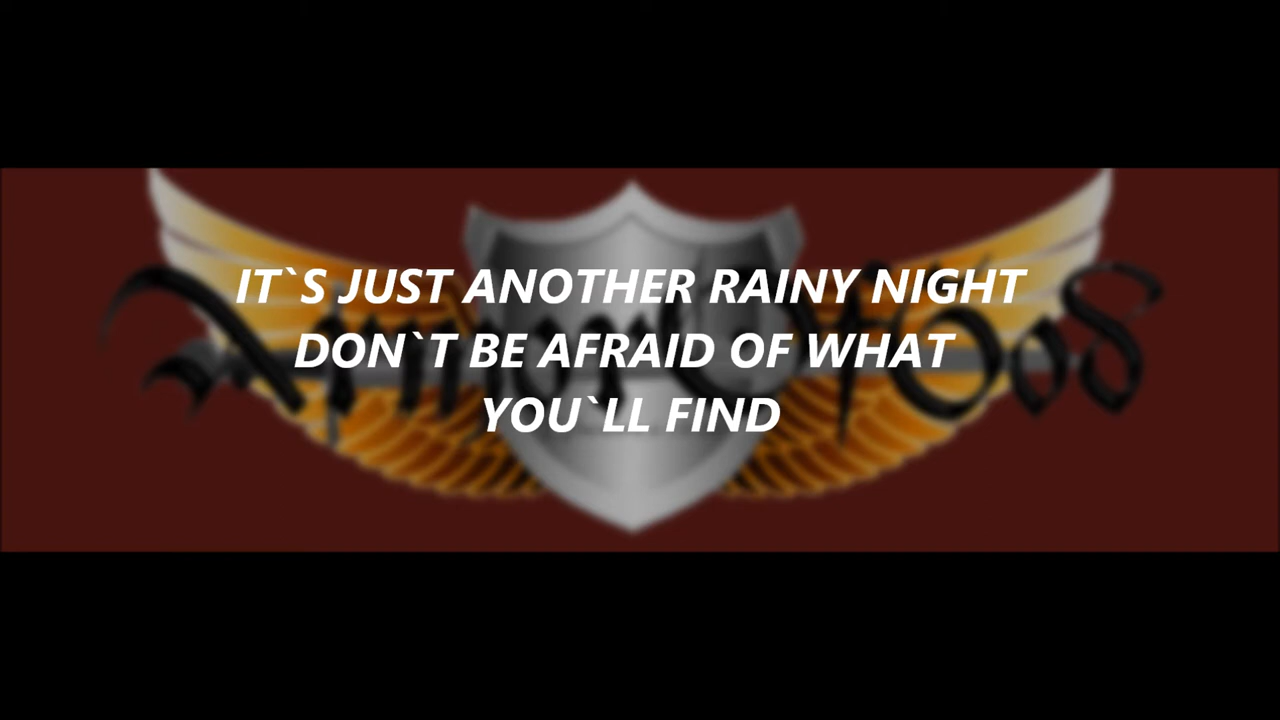 IT`S JUST ANOTHER RAINY NIGHT
DON`T BE AFRAID OF WHAT
YOU`LL FIND